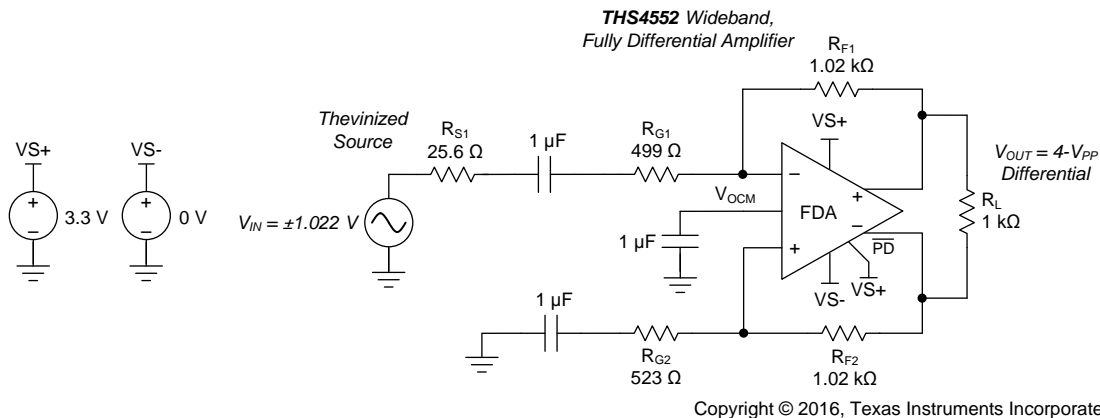 THS4552 Wideband,
Fully Differential Amplifier
RF1
1.02 kΩ
Thevinized
Source
RS1
25.6 Ω
1 µF
RG1
499 Ω
VS+
VS-
VS+
3.3 V
0 V
VIN = ±1.022 V
VOCM
FDA
VOUT = 4-VPP
Differential
RL
1 kΩ
1 µF
PD
VS-
VS+
1 µF
RG2
523 Ω
RF2
1.02 kΩ
Copyright © 2016, Texas Instruments Incorporate